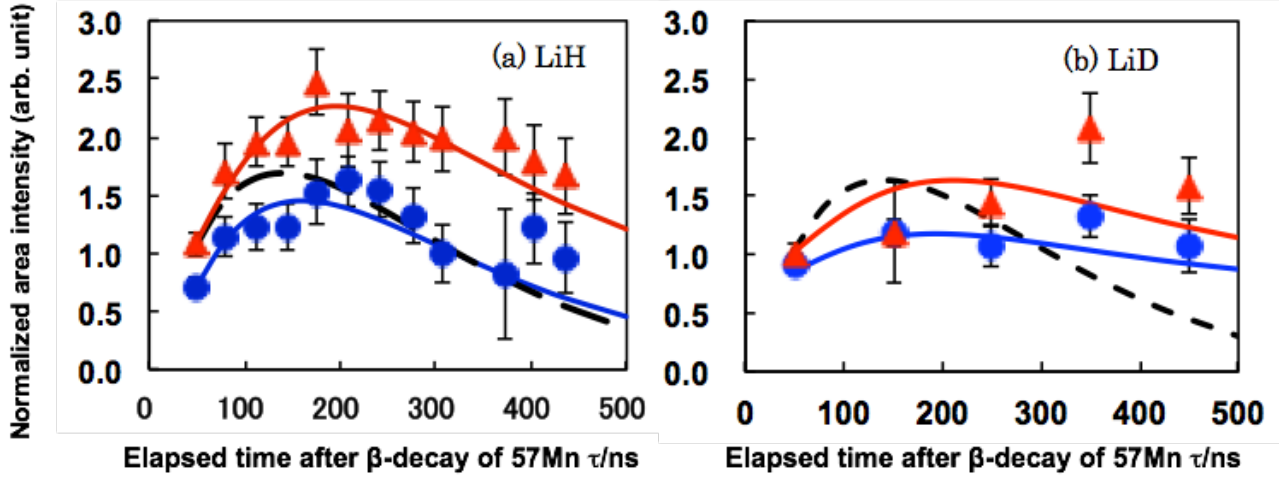 Normalized area intensity (arb. unit)
3.0
2.5
2.0
1.5
1.0
0.5
0.0
(a) LiH
0 100 200 300 400 500
Elapsed time after β-decay of 57Mn τ/ns
3.0
2.5
2.0
1.5
1.0
0.5
0.0
(b) LiD
0 100 200 300 400 500
Elapsed time after β-decay of 57Mn τ/ns